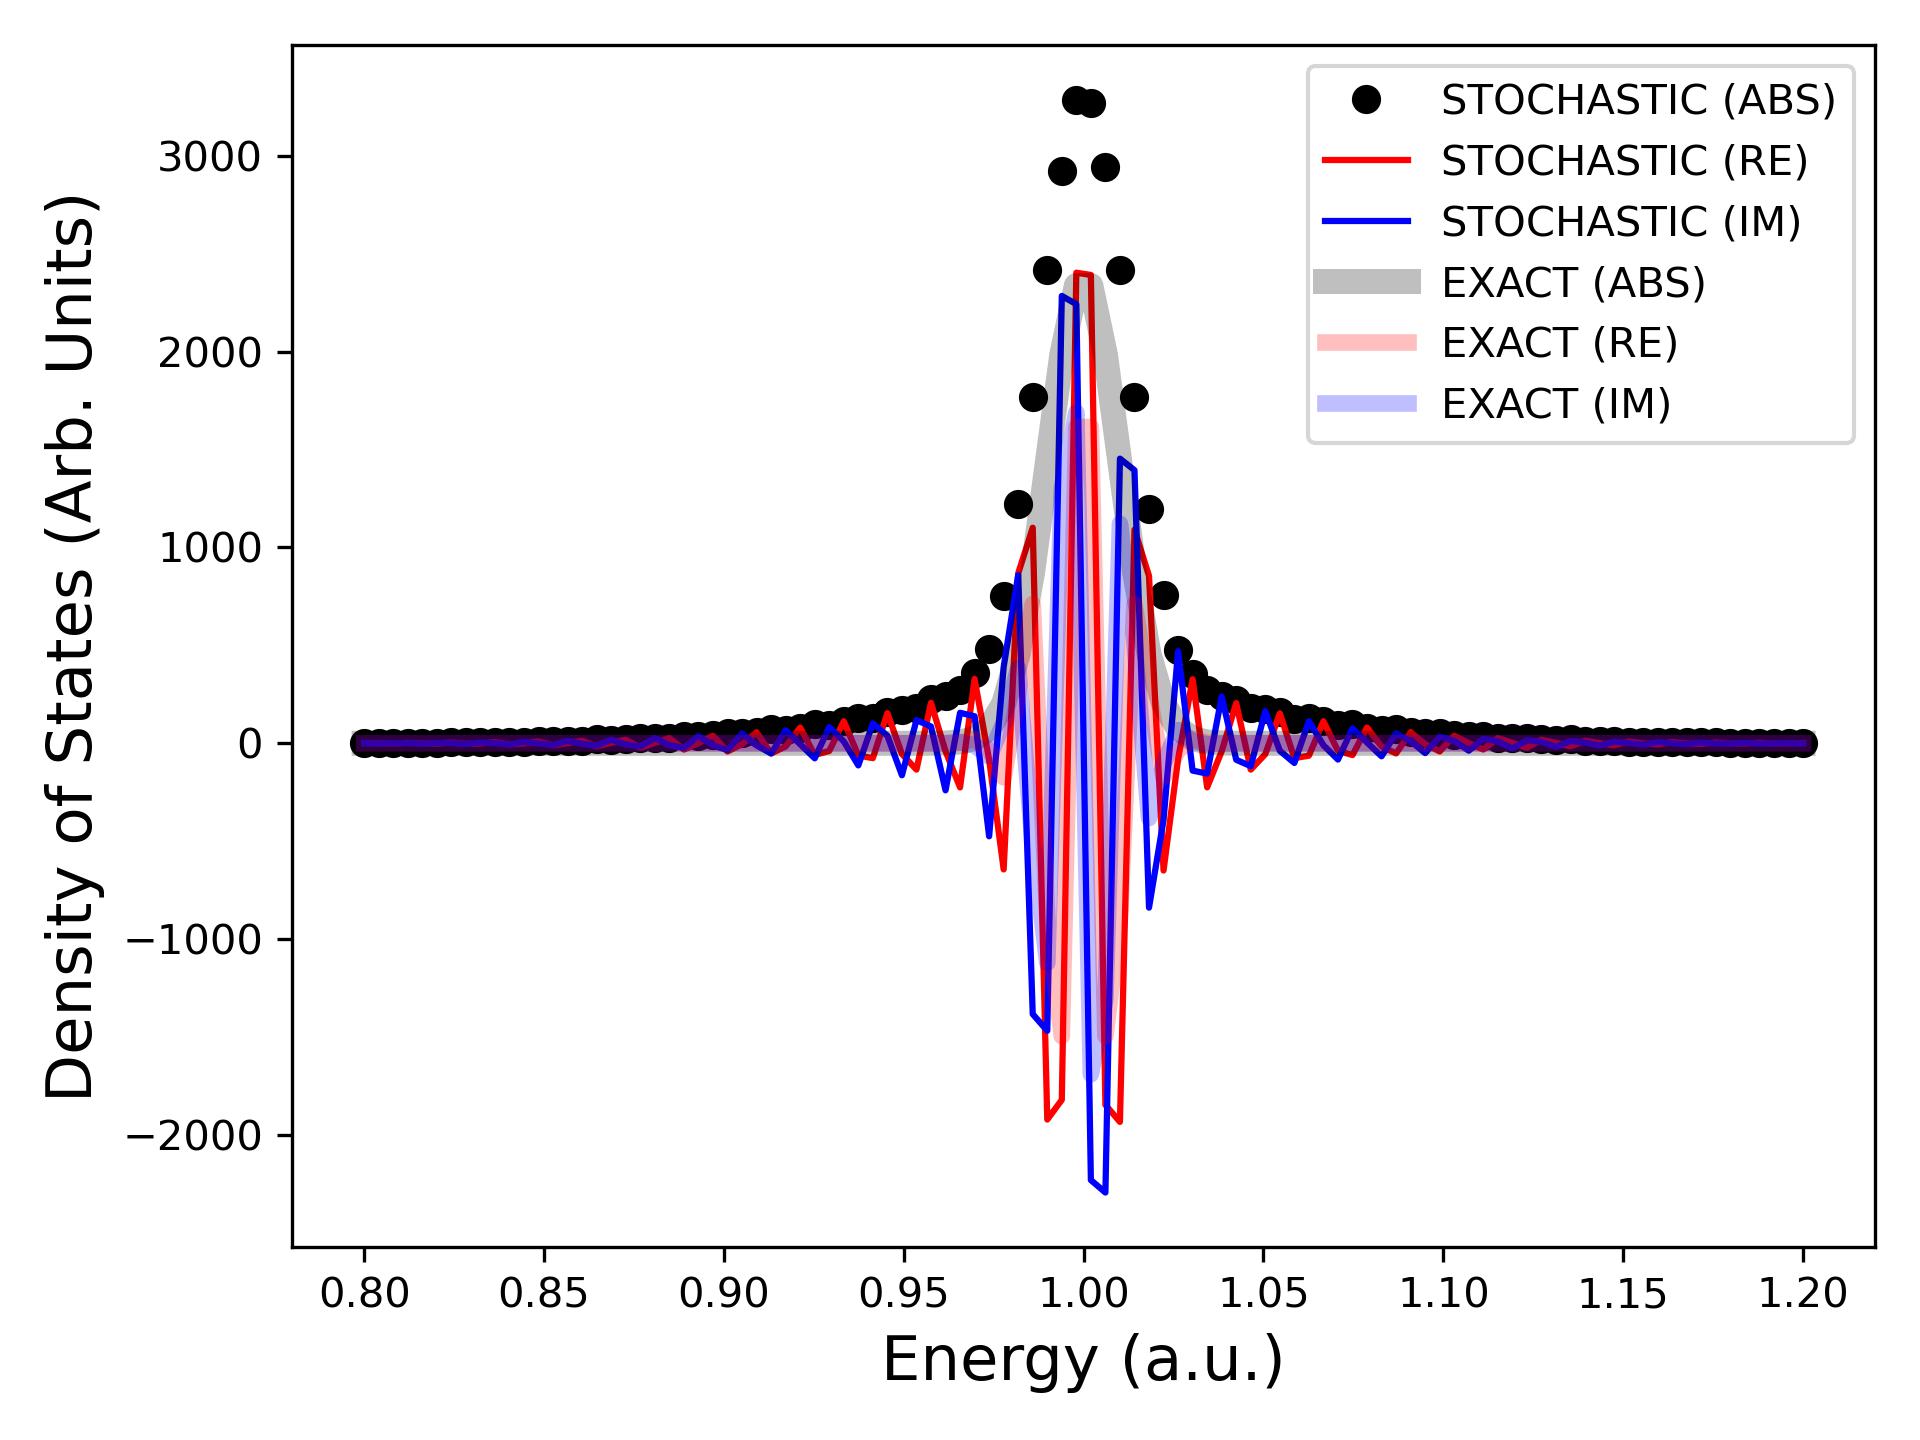 STOCHASTIC (ABS)
STOCHASTIC (RE)
STOCHASTIC (IM)
EXACT (ABS)
EXACT (RE)
EXACT (IM)
Density of States (Arb. Units)
3000
2000
1000
0
−1000
−2000
0.80 0.85 0.90 0.95 1.00 1.05 1.10 1.15 1.20
Energy (a.u.)